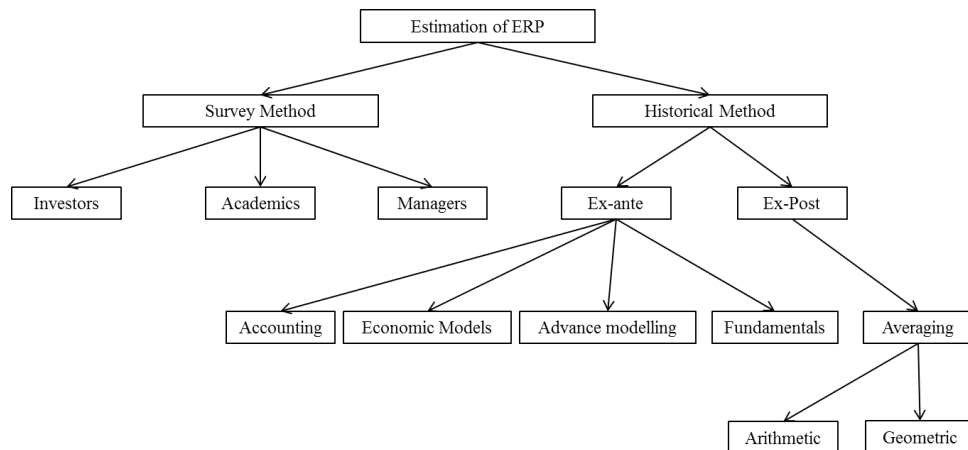 Estimation of ERP
Survey Method
Historical Method
Investors
Academics
Managers
Ex-ante
Ex-Post
Accounting
Economic Models
Advance modelling
Fundamentals
Averaging
Arithmetic
Geometric